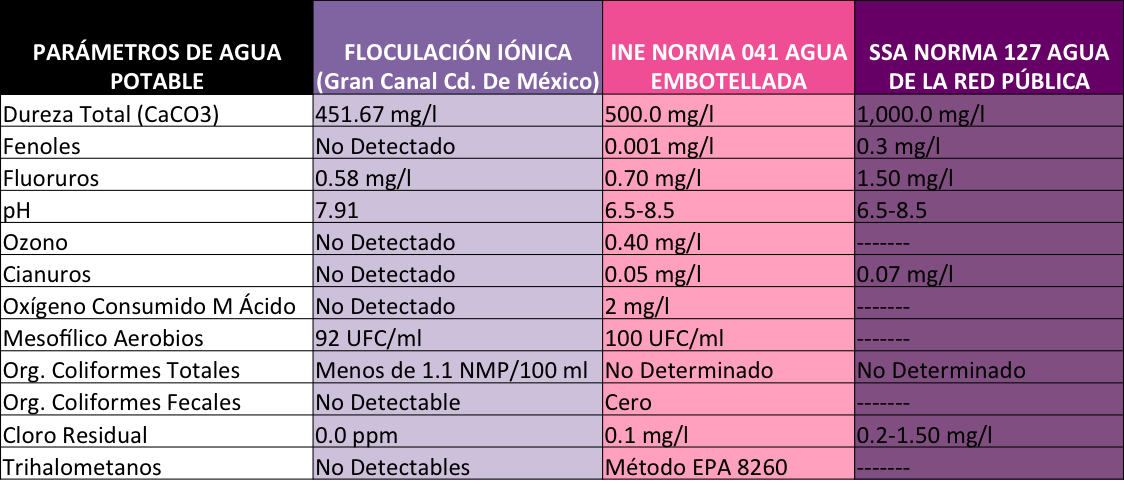 PARÁMETROS DE AGUA POTABLE | FLOCULACIÓN IÓNICA (Gran Canal Cd. De México) | INE NORMA 041 AGUA EMBOTELLADA | SSA NORMA 127 AGUA DE LA RED PÚBLICA
Dureza Total (CaCO3) | 451.67 mg/l | 500.0 mg/l | 1,000.0 mg/l
Fenoles | No Detectado | 0.001 mg/l | 0.3 mg/l
Fluoruros | 0.58 mg/l | 0.70 mg/l | 1.50 mg/l
pH | 7.91 | 6.5-8.5 | 6.5-8.5
Ozono | No Detectado | 0.40 mg/l | -------
Cianuros | No Detectado | 0.05 mg/l | 0.07 mg/l
Oxígeno Consumido M Ácido | No Detectado | 2 mg/l | -------
Mesofílico Aerobios | 92 UFC/ml | 100 UFC/ml | -------
Org. Coliformes Totales | Menos de 1.1 NMP/100 ml | No Determinado | No Determinado
Org. Coliformes Fecales | No Detectable | Cero | -------
Cloro Residual | 0.0 ppm | 0.1 mg/l | 0.2-1.50 mg/l
Trihalometanos | No Detectables | Método EPA 8260 | -------